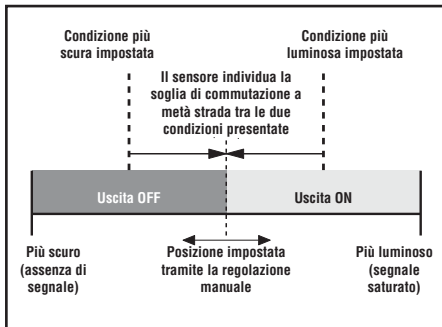 Condizione più
scura impostata
Condizione più
luminosa impostata
Il sensore individua la
soglia di commutazione a
metà strada tra le due
condizioni presentate
Uscita OFF
Uscita ON
Più scuro
(assenza di
segnale)
Posizione impostata
tramite la regolazione
manuale
Più luminoso
(segnale
saturato)